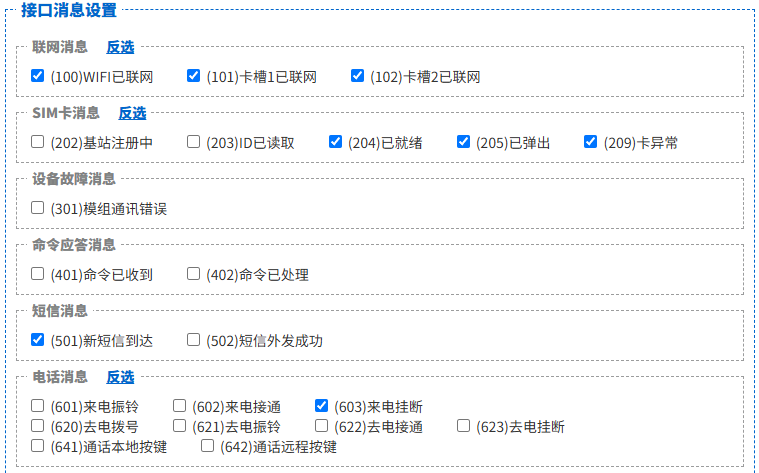 接口消息设置
联网消息 反选
(100)WIFI已联网 (101)卡槽1已联网 (102)卡槽2已联网
SIM卡消息 反选
(202)基站注册中 (203)ID已读取 (204)已就绪 (205)已弹出 (209)卡异常
设备故障消息
(301)模组通讯错误
命令应答消息
(401)命令已收到 (402)命令已处理
短信消息
(501)新短信到达 (502)短信外发成功
电话消息 反选
(601)来电振铃 (602)来电接通 (603)来电挂断
(620)去电拨号 (621)去电振铃 (622)去电接通 (623)去电挂断
(641)通话本地按键 (642)通话远程按键